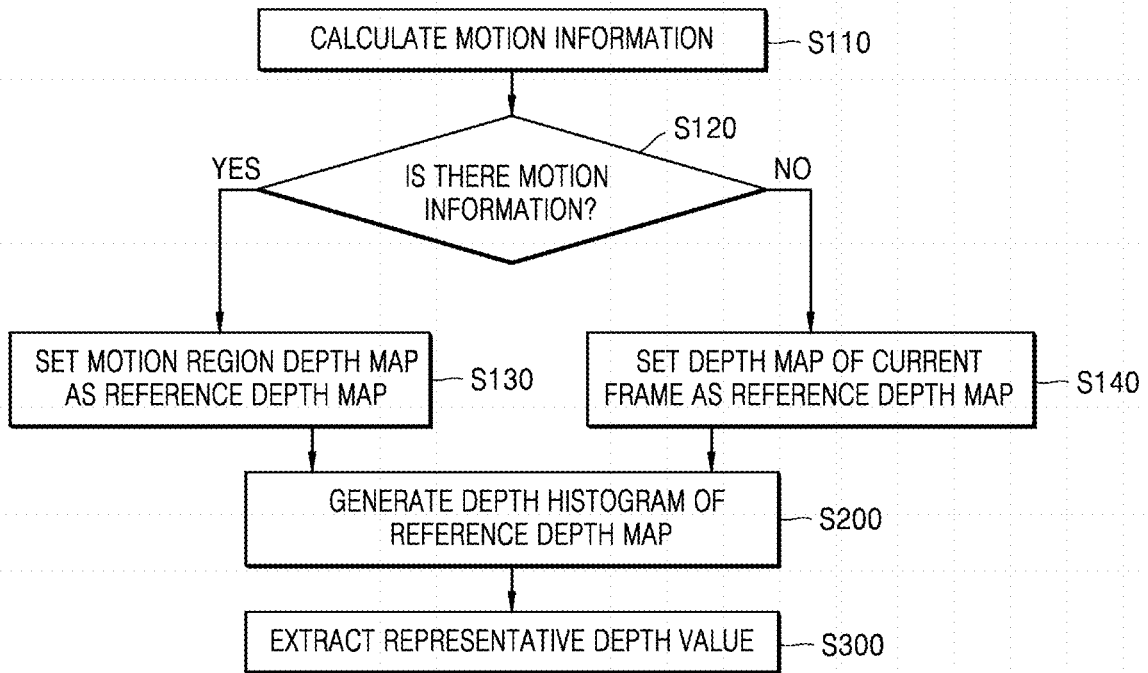 CALCULATE MOTION INFORMATION
S110
S120
YES
NO
IS THERE MOTION
INFORMATION?
SET MOTION REGION DEPTH MAP
AS REFERENCE DEPTH MAP
S130
SET DEPTH MAP OF CURRENT
FRAME AS REFERENCE DEPTH MAP
S140
GENERATE DEPTH HISTOGRAM OF
REFERENCE DEPTH MAP
S200
EXTRACT REPRESENTATIVE DEPTH VALUE
S300